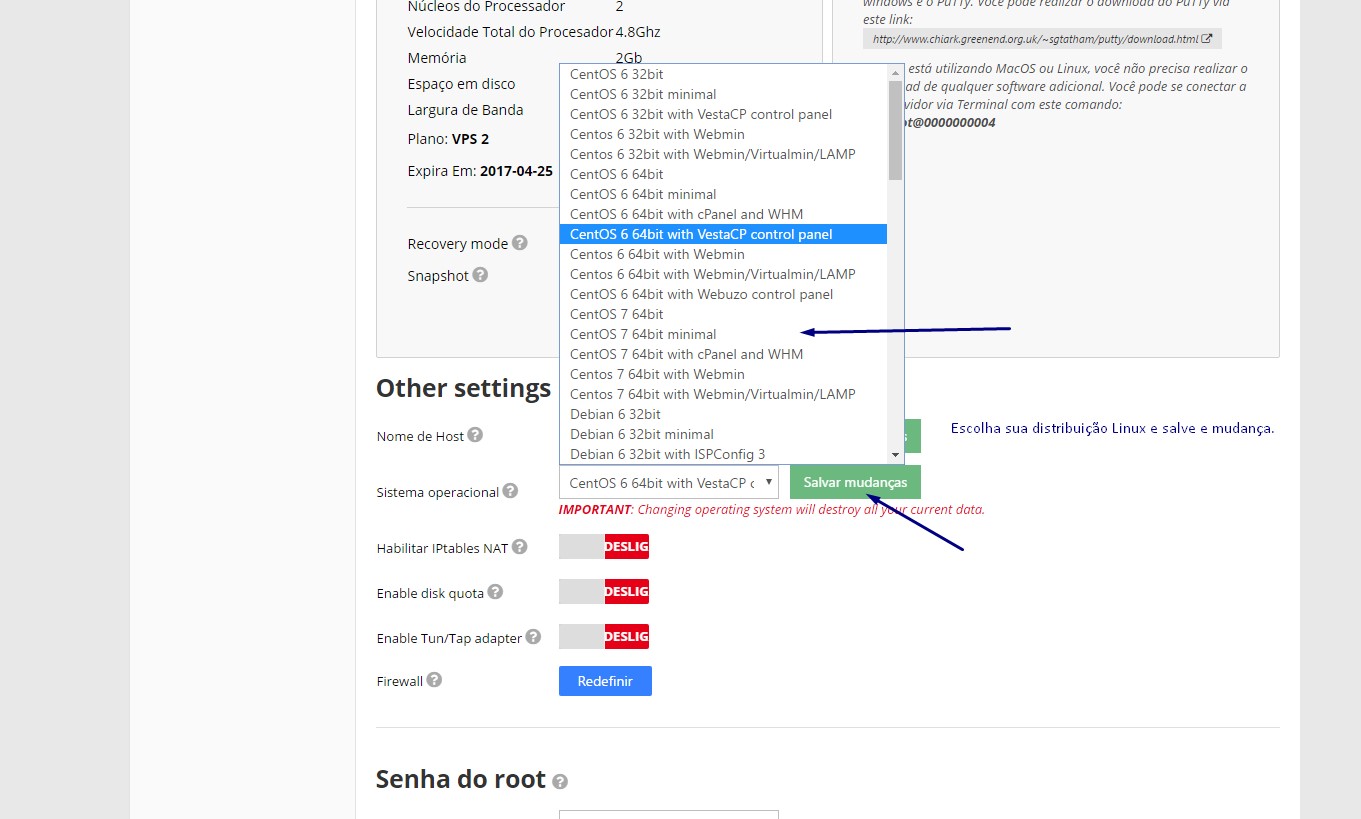 Núcleos do Processador 2
Velocidade Total do Procesador 4.8Ghz
Memória 2Gb
Espaço em disco
Largura de Banda
Plano: VPS 2
Expira Em: 2017-04-25
Recovery mode
Snapshot
windows é o PuTTy. Você pode realizar o download do PuTTy via
este link:
http://www.chiark.greenend.org.uk/~sgtatham/putty/download.html
está utilizando MacOS ou Linux, você não precisa realizar o
ad de qualquer software adicional. Você pode se conectar a
vidor via Terminal com este comando:
ot@0000000004
CentOS 6 32bit
CentOS 6 32bit minimal
CentOS 6 32bit with VestaCP control panel
Centos 6 32bit with Webmin
Centos 6 32bit with Webmin/Virtualmin/LAMP
CentOS 6 64bit
CentOS 6 64bit minimal
CentOS 6 64bit with cPanel and WHM
CentOS 6 64bit with VestaCP control panel
Centos 6 64bit with Webmin
Centos 6 64bit with Webmin/Virtualmin/LAMP
CentOS 6 64bit with Webuzo control panel
CentOS 7 64bit
CentOS 7 64bit minimal
CentOS 7 64bit with cPanel and WHM
Centos 7 64bit with Webmin
Centos 7 64bit with Webmin/Virtualmin/LAMP
Debian 6 32bit
Debian 6 32bit minimal
Debian 6 32bit with ISPConfig 3
Other settings
Nome de Host
Escolha sua distribuição Linux e salve e mudança.
Sistema operacional CentOS 6 64bit with VestaCP c Salvar mudanças
IMPORTANT: Changing operating system will destroy all your current data.
Habilitar IPtables NAT DESLIG
Enable disk quota DESLIG
Enable Tun/Tap adapter DESLIG
Firewall Redefinir
Senha do root